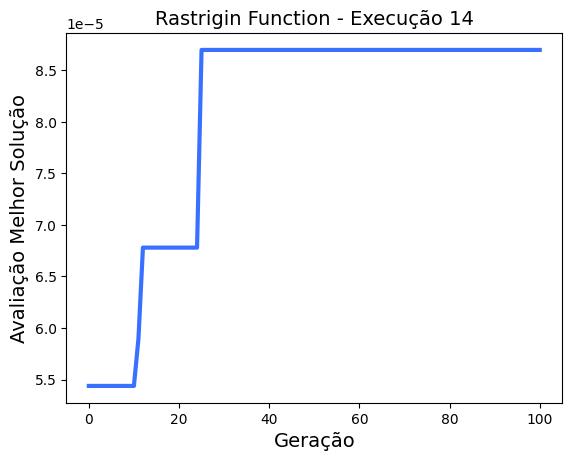 Rastrigin Function - Execução 14
1e−5
8.5
8.0
7.5
7.0
6.5
6.0
5.5
Avaliação Melhor Solução
0 20 40 60 80 100
Geração